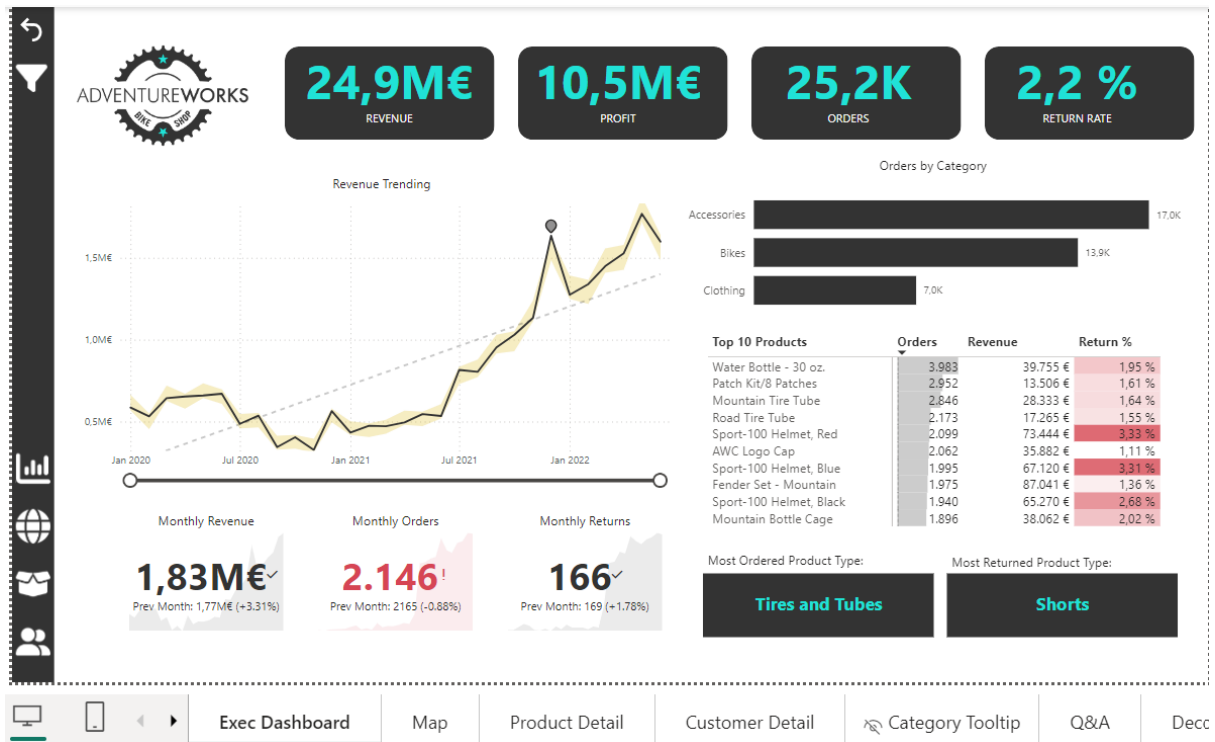 ADVENTUREWORKS
BIKE SHOP
24,9M€
REVENUE
10,5M€
PROFIT
25,2K
ORDERS
2,2 %
RETURN RATE
Revenue Trending
1,5M€
1,0M€
0,5M€
Jan 2020 Jul 2020 Jan 2021 Jul 2021 Jan 2022
Orders by Category
Accessories 17,0K
Bikes 13,9K
Clothing 7,0K
Top 10 Products Orders Revenue Return %
Water Bottle - 30 oz. 3.983 39.755 € 1,95 %
Patch Kit/8 Patches 2.952 13.506 € 1,61 %
Mountain Tire Tube 2.846 28.333 € 1,64 %
Road Tire Tube 2.173 17.265 € 1,55 %
Sport-100 Helmet, Red 2.099 73.444 € 3,33 %
AWC Logo Cap 2.062 35.882 € 1,11 %
Sport-100 Helmet, Blue 1.995 67.120 € 3,31 %
Fender Set - Mountain 1.975 87.041 € 1,36 %
Sport-100 Helmet, Black 1.940 65.270 € 2,68 %
Mountain Bottle Cage 1.896 38.062 € 2,02 %
Monthly Revenue
1,83M€
Prev Month: 1,77M€ (+3.31%)
Monthly Orders
2.146!
Prev Month: 2165 (-0.88%)
Monthly Returns
166
Prev Month: 169 (+1.78%)
Most Ordered Product Type:
Tires and Tubes
Most Returned Product Type:
Shorts
Exec Dashboard Map Product Detail Customer Detail Category Tooltip Q&A Deco